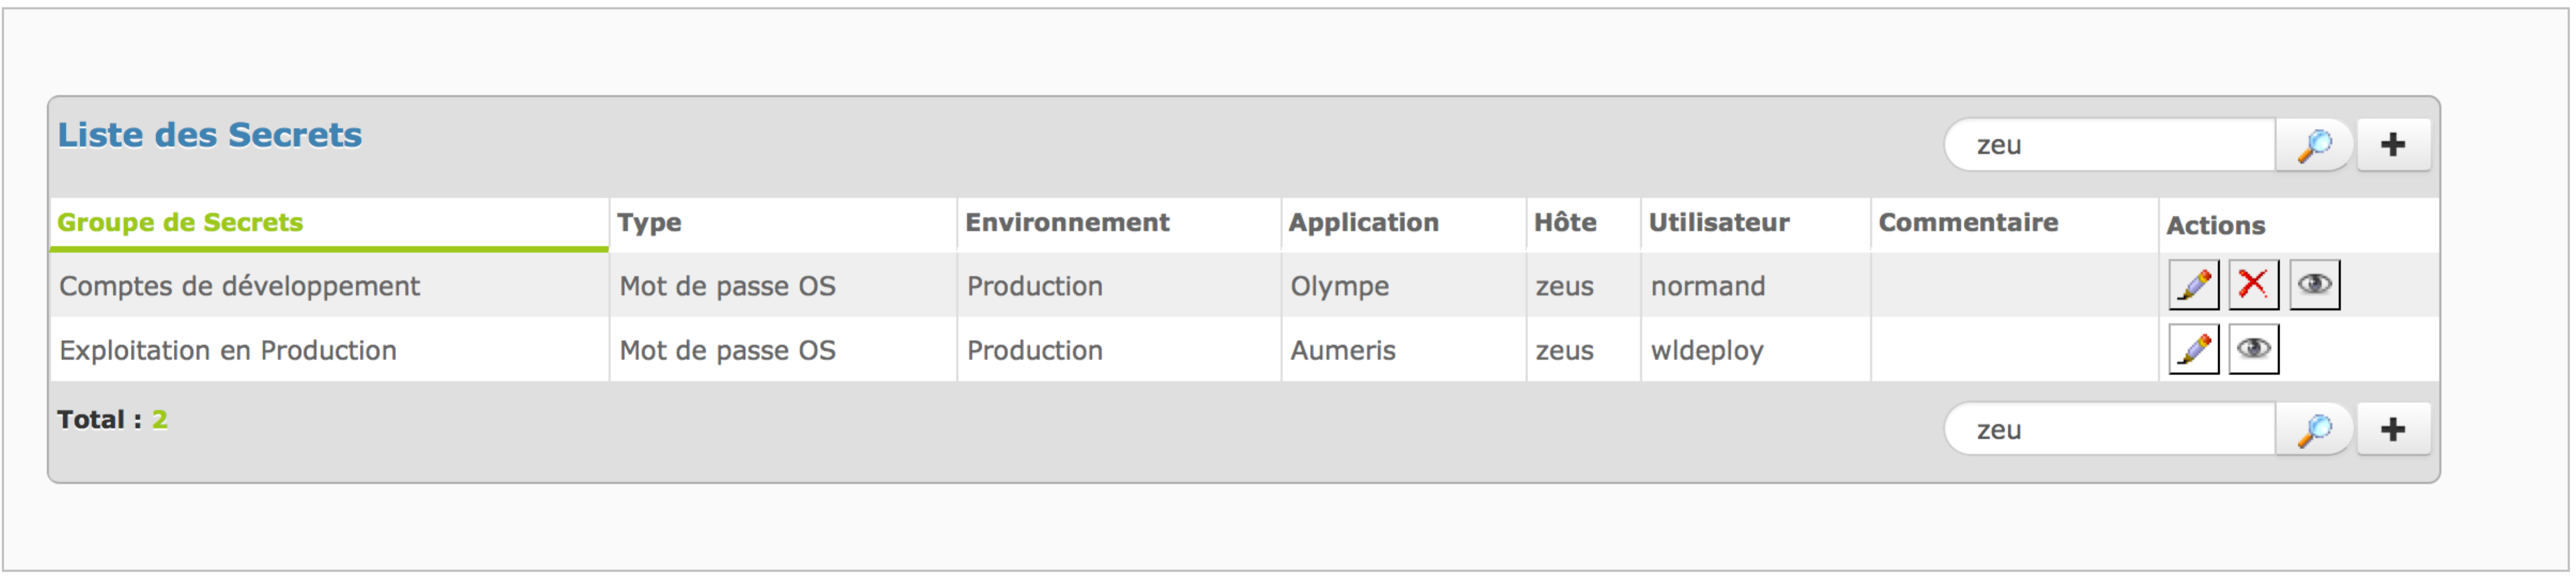 Liste des Secrets zeu
Groupe de Secrets Type Environnement Application Hôte Utilisateur Commentaire Actions
Comptes de développement Mot de passe OS Production Olympe zeus normand
Exploitation en Production Mot de passe OS Production Aumeris zeus wldeploy
Total : 2 zeu